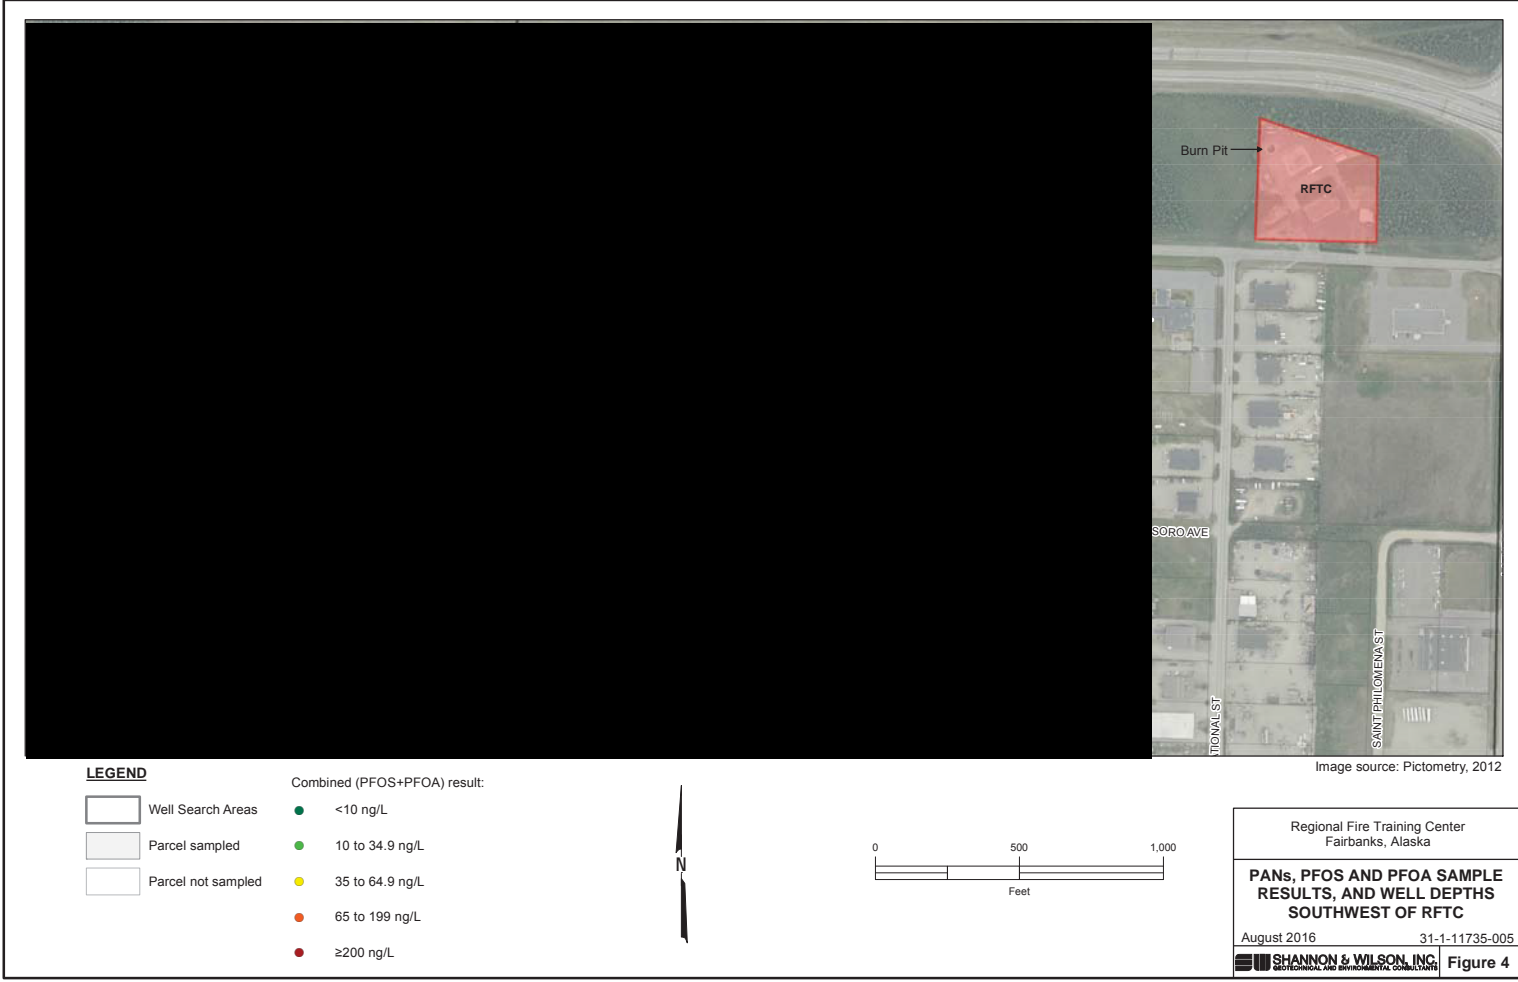 Burn Pit
RFTC
SORO AVE
TIONAL ST
SAINT PHILOMENA ST
Image source: Pictometry, 2012
LEGEND
Well Search Areas
Parcel sampled
Parcel not sampled
Combined (PFOS+PFOA) result:
<10 ng/L
10 to 34.9 ng/L
35 to 64.9 ng/L
65 to 199 ng/L
≥200 ng/L
N
0 500 1,000
Feet
Regional Fire Training Center
Fairbanks, Alaska
PANs, PFOS AND PFOA SAMPLE
RESULTS, AND WELL DEPTHS
SOUTHWEST OF RFTC
August 2016 31-1-11735-005
SHANNON & WILSON, INC.
GEOTECHNICAL AND ENVIRONMENTAL CONSULTANTS
Figure 4